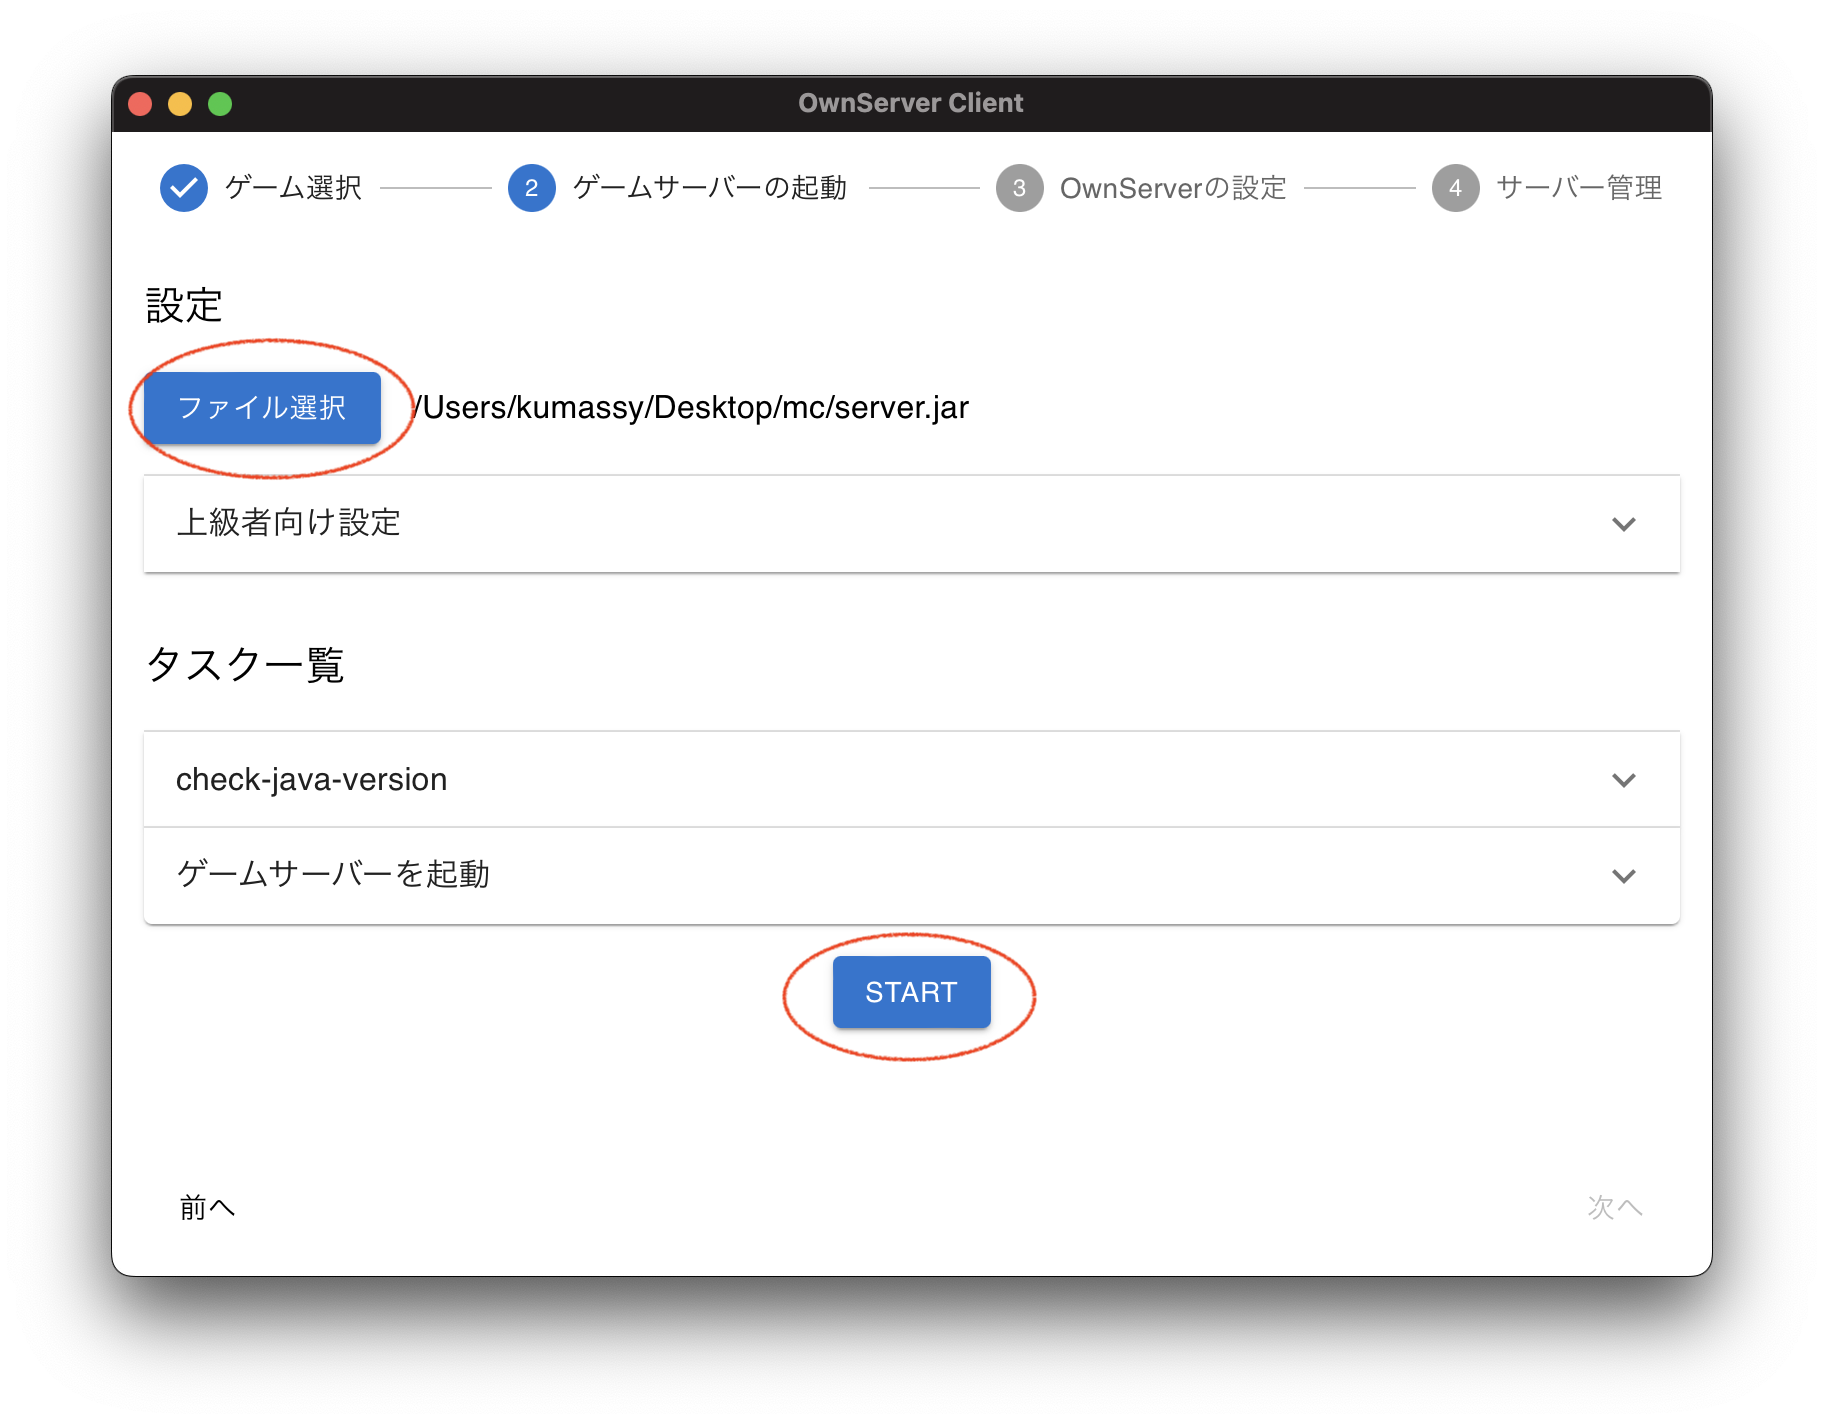 OwnServer Client
ゲーム選択
2 ゲームサーバーの起動
3 OwnServerの設定
4 サーバー管理
設定
ファイル選択 /Users/kumassy/Desktop/mc/server.jar
上級者向け設定
タスク一覧
check-java-version
ゲームサーバーを起動
START
前へ
次へ